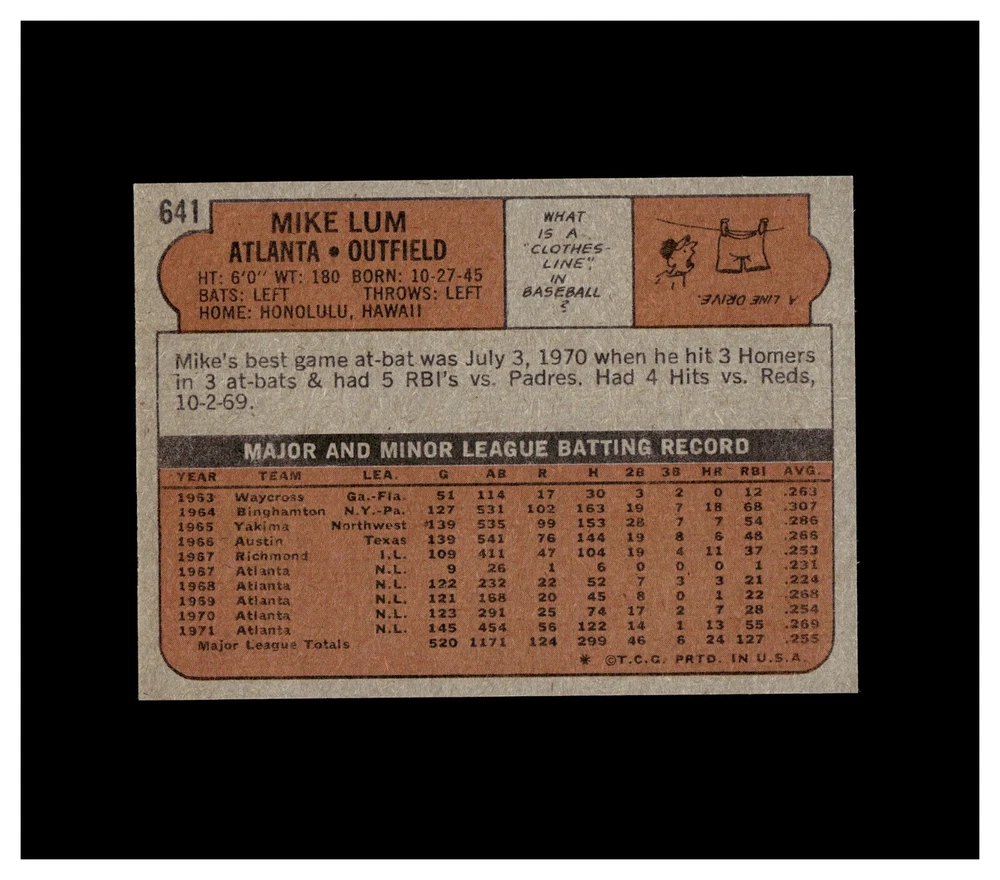 641
MIKE LUM
ATLANTA • OUTFIELD
HT: 6'0" WT: 180 BORN: 10-27-45
BATS: LEFT THROWS: LEFT
HOME: HONOLULU, HAWAII
WHAT
IS A
"CLOTHES-
LINE",
IN
BASEBALL
?
A LINE DRIVE.
Mike's best game at-bat was July 3, 1970 when he hit 3 Homers
in 3 at-bats & had 5 RBI's vs. Padres. Had 4 Hits vs. Reds,
10-2-69.
MAJOR AND MINOR LEAGUE BATTING RECORD
YEAR TEAM LEA. G AB R H 2B 3B HR RBI AVG.
1963 Waycross Ga.-Fla. 51 114 17 30 3 2 0 12 .263
1964 Binghamton N.Y.-Pa. 127 531 102 163 19 7 18 68 .307
1965 Yakima Northwest *139 535 99 153 28 7 7 54 .286
1966 Austin Texas 139 541 76 144 19 8 6 48 .266
1967 Richmond I.L. 109 411 47 104 19 4 11 37 .253
1967 Atlanta N.L. 9 26 1 6 0 0 0 1 .231
1968 Atlanta N.L. 122 232 22 52 7 3 3 21 .224
1969 Atlanta N.L. 121 168 20 45 8 0 1 22 .268
1970 Atlanta N.L. 123 291 25 74 17 2 7 28 .254
1971 Atlanta N.L. 145 454 56 122 14 1 13 55 .269
Major League Totals 520 1171 124 299 46 6 24 127 .255
* ©T.C.G. PRTD. IN U.S.A.